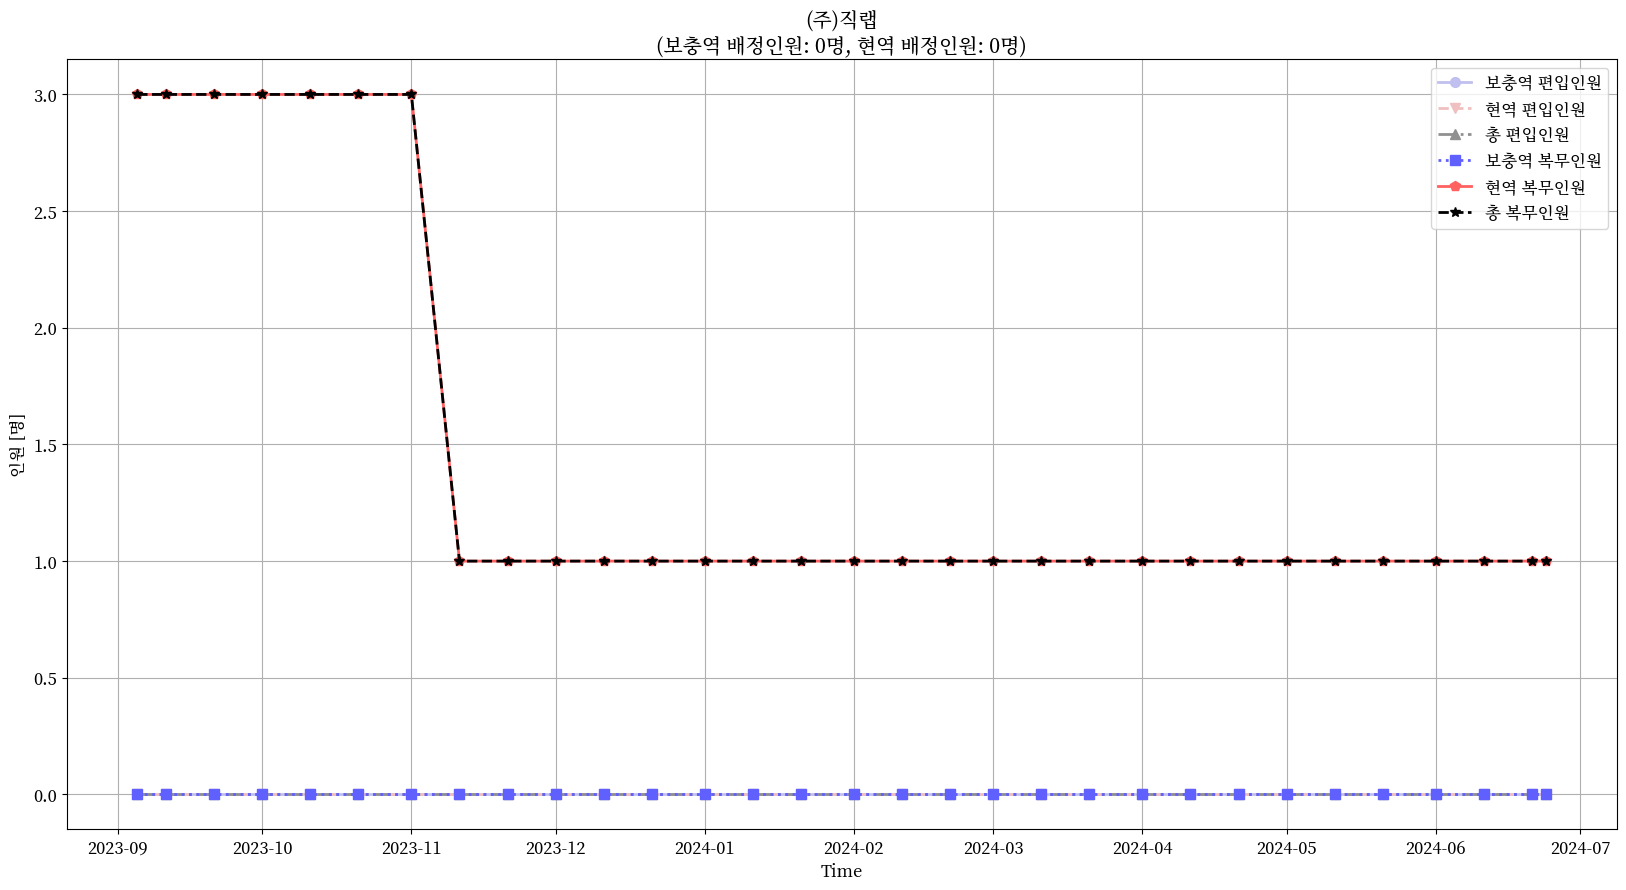 (주)직랩
(보충역 배정인원: 0명, 현역 배정인원: 0명)
보충역 편입인원
현역 편입인원
총 편입인원
보충역 복무인원
현역 복무인원
총 복무인원
인원 [명]
3.0
2.5
2.0
1.5
1.0
0.5
0.0
2023-09
2023-10
2023-11
2023-12
2024-01
2024-02
2024-03
2024-04
2024-05
2024-06
2024-07
Time